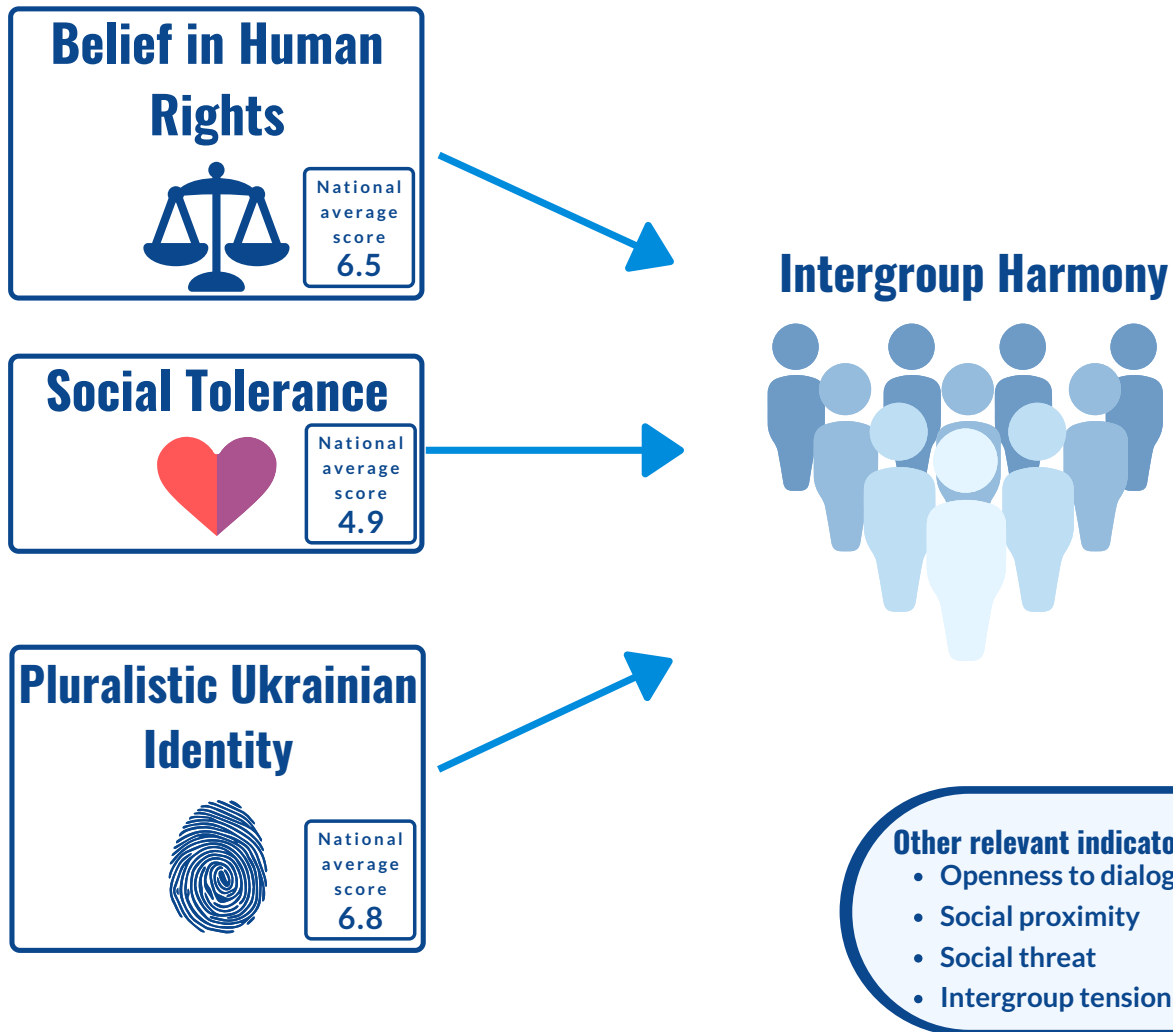 Belief in Human
Rights
National
average
score
6.5
Intergroup Harmony
Social Tolerance
National
average
score
4.9
Pluralistic Ukrainian
Identity
National
average
score
6.8
Other relevant
Openness to
Social proximity
Social threat
Intergroup tension